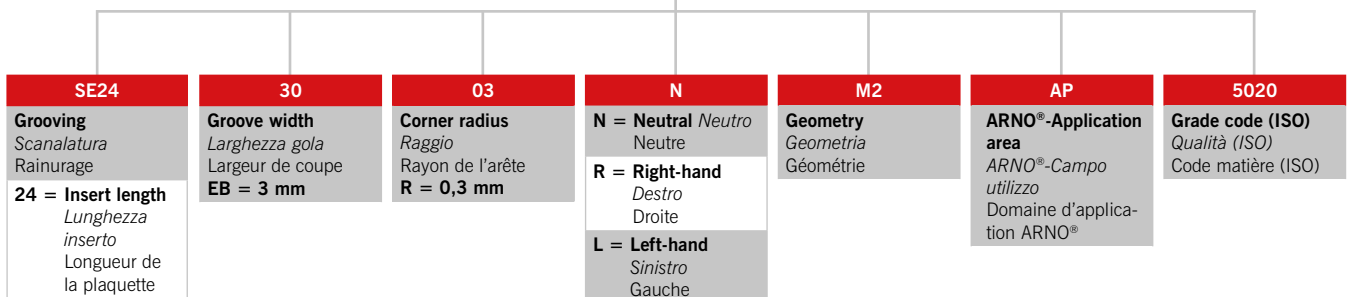 SE24
Grooving
Scanalatura
Rainurage
24 = Insert length
Lunghezza
inserto
Longueur de
la plaquette
30
Groove width
Larghezza gola
Largeur de coupe
EB = 3 mm
03
Corner radius
Raggio
Rayon de l’arête
R = 0,3 mm
N
N = Neutral Neutro
Neutre
R = Right-hand
Destro
Droite
L = Left-hand
Sinistro
Gauche
M2
Geometry
Geometria
Géométrie
AP
ARNO®-Application
area
ARNO®-Campo
utilizzo
Domaine d’applica-
tion ARNO®
5020
Grade code (ISO)
Qualità (ISO)
Code matière (ISO)